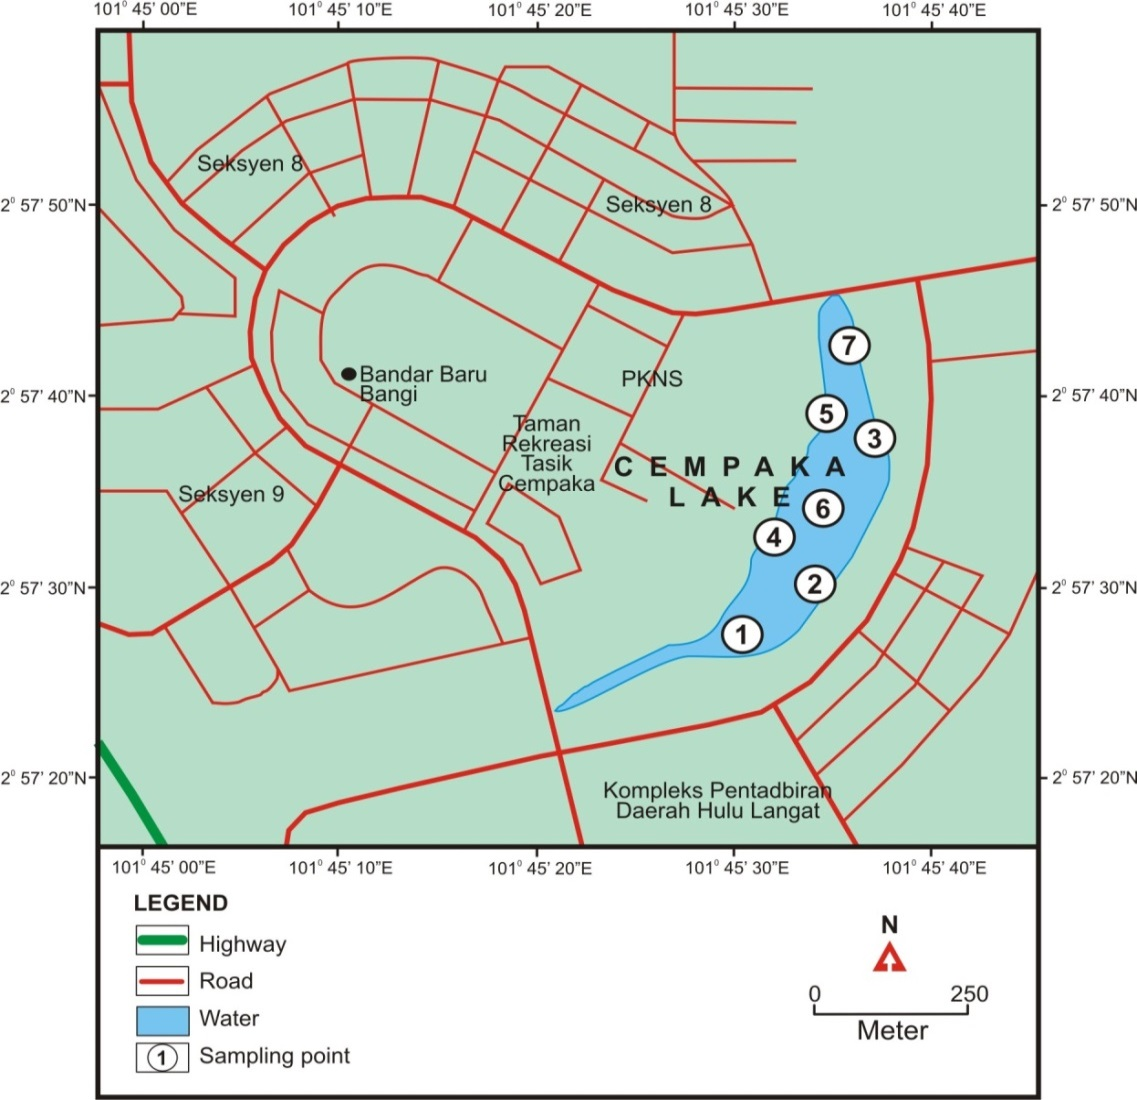 101° 45’ 00”E
101° 45’ 10”E
101° 45’ 20”E
101° 45’ 30”E
101° 45’ 40”E
Seksyen 8
Seksyen 8
2° 57’ 50”N
2° 57’ 50”N
7
Bandar Baru
Bangi
PKNS
2° 57’ 40”N
2° 57’ 40”N
5
3
Taman
Rekreasi
Tasik
Cempaka
CEMPAKA
LAKE
Seksyen 9
6
4
2° 57’ 30”N
2° 57’ 30”N
2
1
2° 57’ 20”N
2° 57’ 20”N
Kompleks Pentadbiran
Daerah Hulu Langat
101° 45’ 00”E
101° 45’ 10”E
101° 45’ 20”E
101° 45’ 30”E
101° 45’ 40”E
LEGEND
Highway
Road
Water
1 Sampling point
N
0 250
Meter